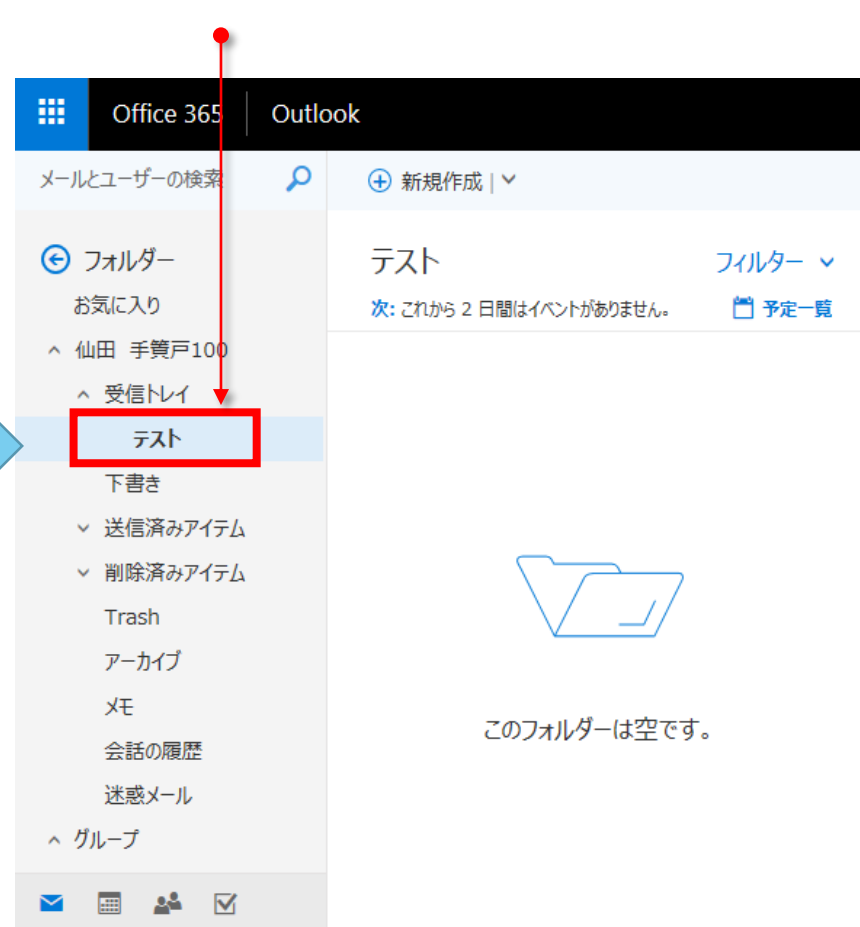 Office 365 Outlook
メールとユーザーの検索 新規作成
フォルダー
お気に入り
仙田 手箕戸100
受信トレイ
テスト
下書き
送信済みアイテム
削除済みアイテム
Trash
アーカイブ
メモ
会話の履歴
迷惑メール
グループ
テスト フィルター
次: これから 2 日間はイベントがありません。 予定一覧
このフォルダーは空です。